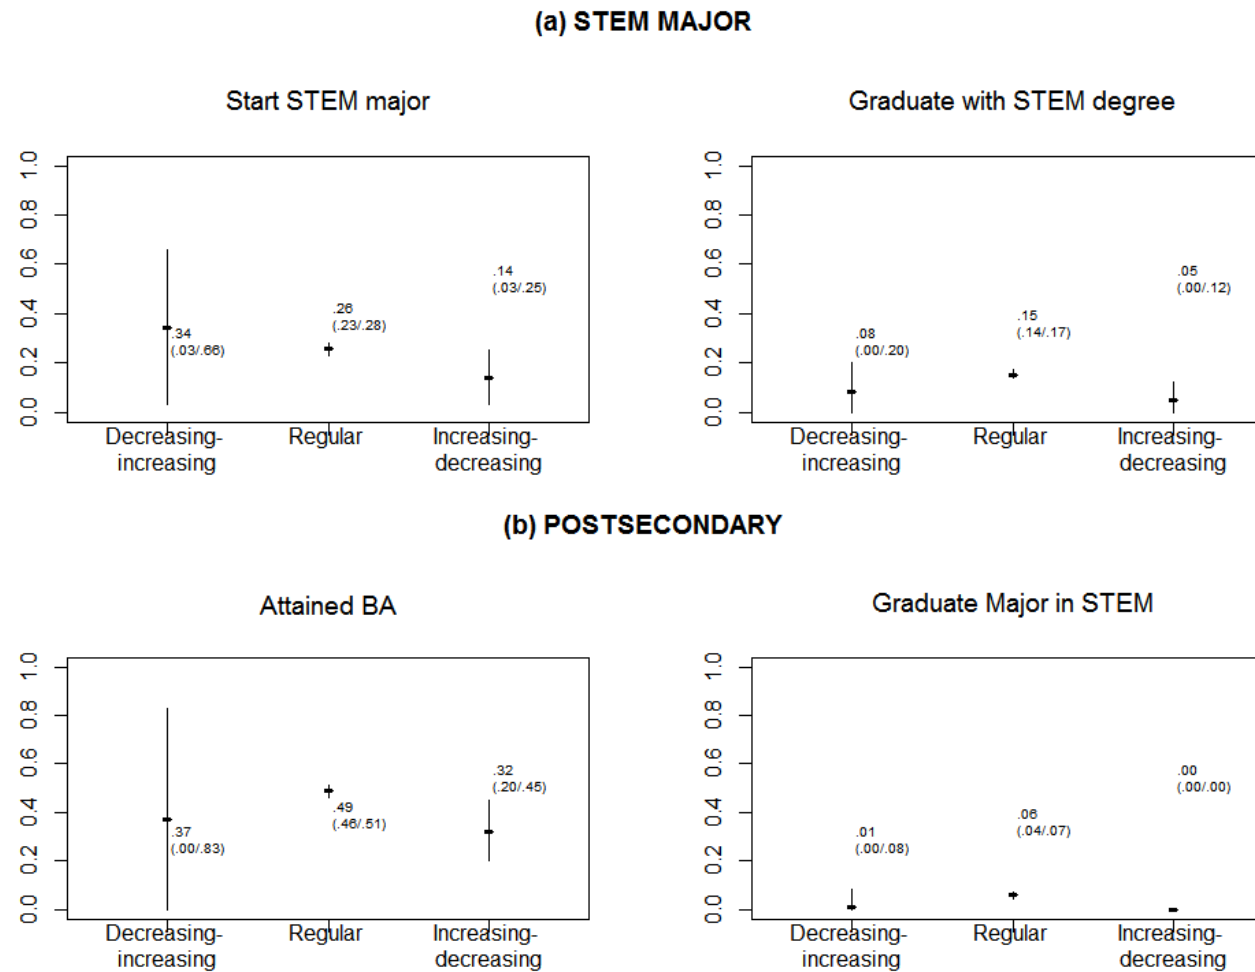 (a) STEM MAJOR
Start STEM major
1.0
0.8
0.6
0.4
0.2
0.0
.34
(.03/.66)
.26
(.23/.28)
.14
(.03/.25)
Decreasing-
increasing
Regular
Increasing-
decreasing
Graduate with STEM degree
1.0
0.8
0.6
0.4
0.2
0.0
.08
(.00/.20)
.15
(.14/.17)
.05
(.00/.12)
Decreasing-
increasing
Regular
Increasing-
decreasing
(b) POSTSECONDARY
Attained BA
1.0
0.8
0.6
0.4
0.2
0.0
.37
(.00/.83)
.49
(.46/.51)
.32
(.20/.45)
Decreasing-
increasing
Regular
Increasing-
decreasing
Graduate Major in STEM
1.0
0.8
0.6
0.4
0.2
0.0
.01
(.00/.08)
.06
(.04/.07)
.00
(.00/.00)
Decreasing-
increasing
Regular
Increasing-
decreasing